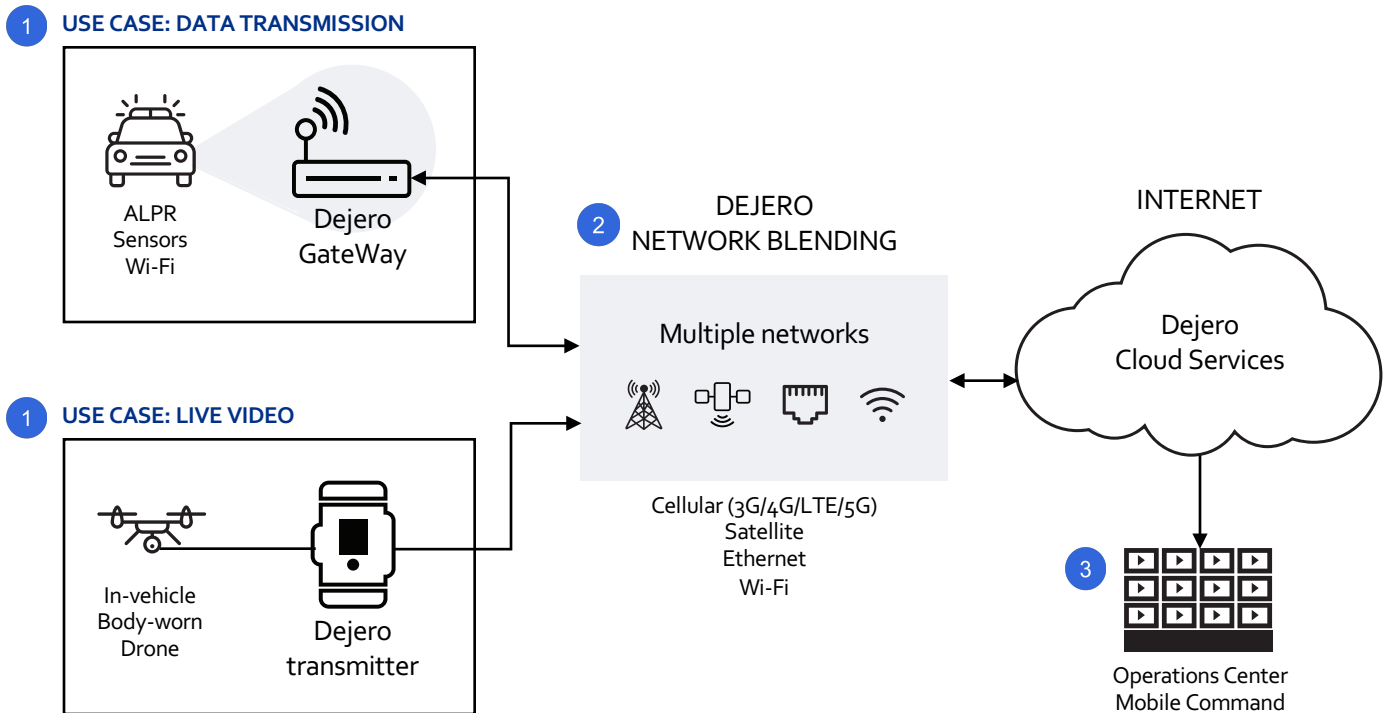 1 USE CASE: DATA TRANSMISSION
ALPR
Sensors
Wi-Fi
Dejero
GateWay
1 USE CASE: LIVE VIDEO
In-vehicle
Body-worn
Drone
Dejero
transmitter
2
DEJERO
NETWORK BLENDING
Multiple networks
Cellular (3G/4G/LTE/5G)
Satellite
Ethernet
Wi-Fi
INTERNET
Dejero
Cloud Services
3
Operations Center
Mobile Command